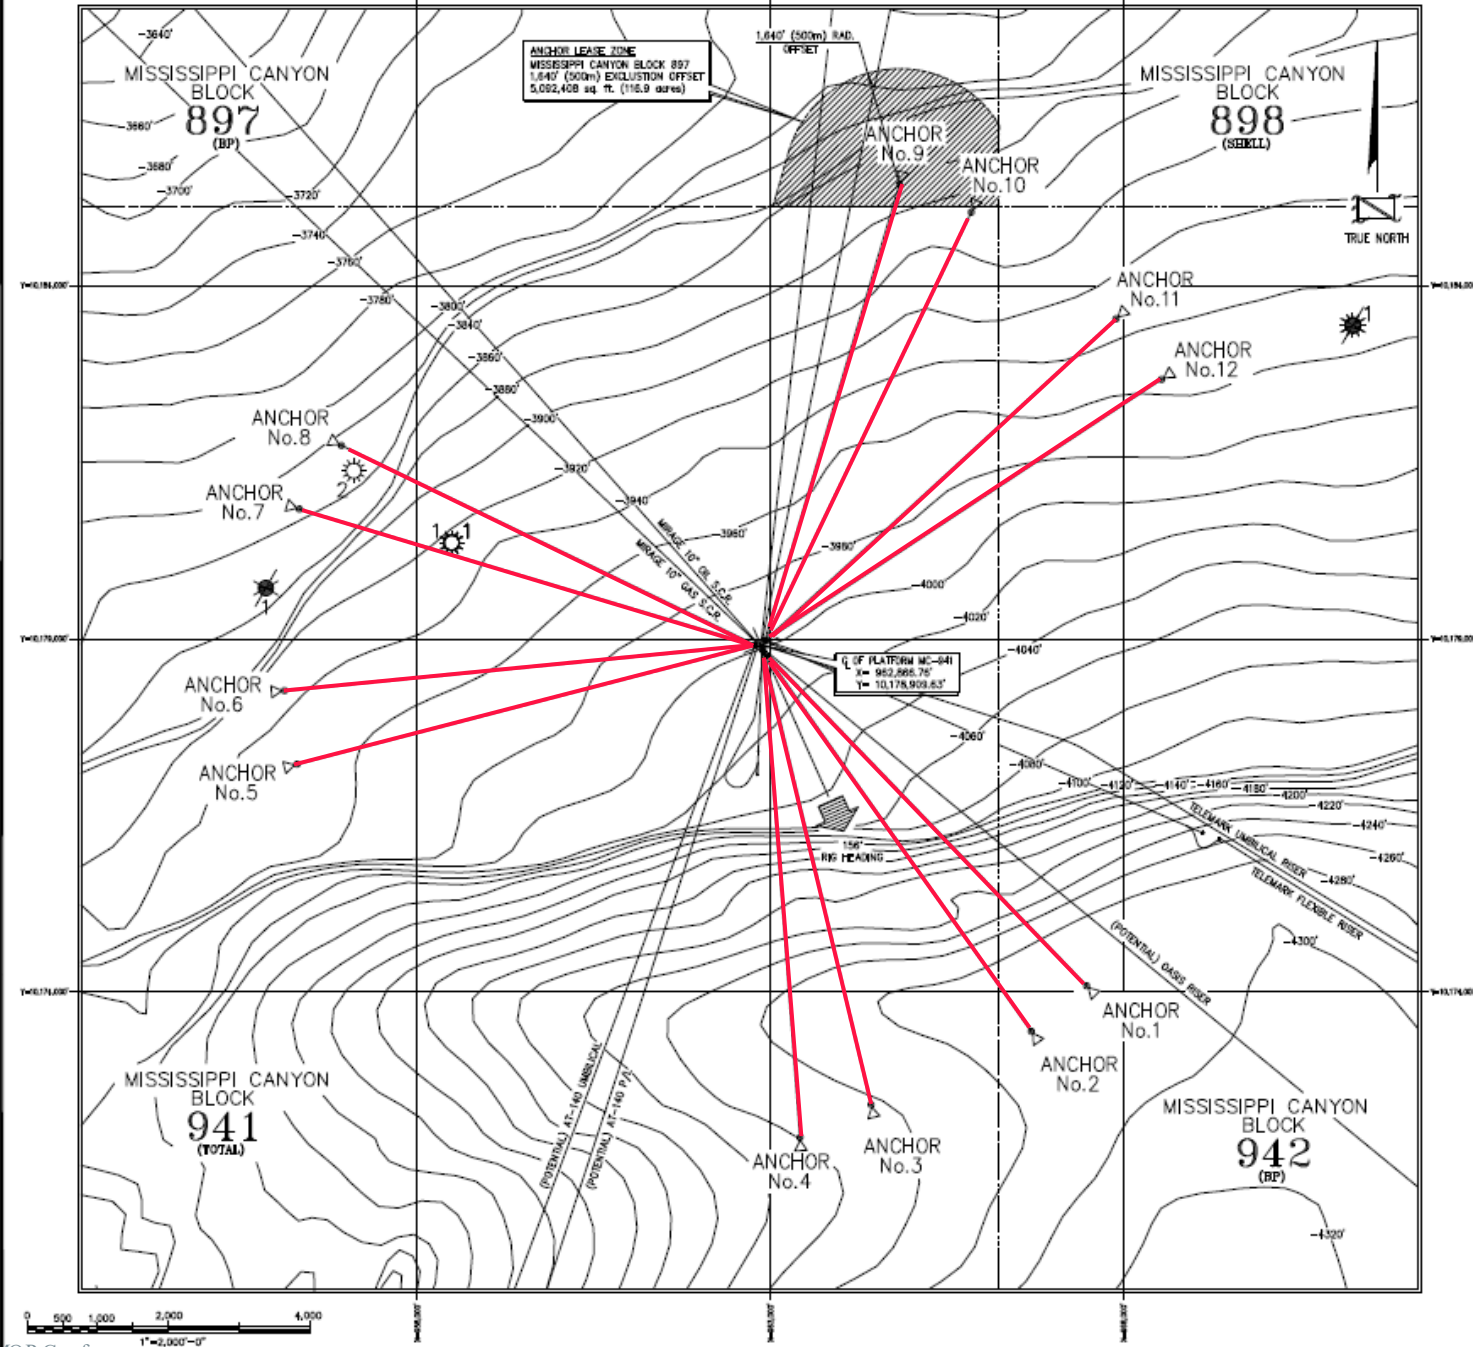 -3640'
1,640' (500m) RAD.
OFFSET
ANCHOR LEASE ZONE
MISSISSIPPI CANYON BLOCK 897
1,640' (500m) EXCLUSTION OFFSET
5,092,408 sq. ft. (116.9 acres)
MISSISSIPPI CANYON
BLOCK
897
(BP)
MISSISSIPPI CANYON
BLOCK
898
(SHELL)
-3660'
-3680'
-3700'
-3720'
-3740'
-3760'
-3780'
-3800'
-3840'
-3860'
-3880'
-3900'
-3920'
-3940
-3960'
-3980'
-4000
-4020'
-4040'
-4060'
-4080'
-4100'
-4120'
-4140'
-4160'
-4180'
-4200'
-4220'
-4240'
-4260'
-4280'
-4300'
-4320'
ANCHOR
No.9
ANCHOR
No.10
TRUE NORTH
ANCHOR
No.11
1
ANCHOR
No.12
ANCHOR
No.8
2
ANCHOR
No.7
1
1
1
MIRAGE 10" OIL S.C.R.
MIRAGE 10" GAS S.C.R.
℄ OF PLATFORM MC-941
X= 962,866.76'
Y= 10,178,909.63'
ANCHOR
No.6
ANCHOR
No.5
156°
RIG HEADING
TELEMARK UMBILICAL RISER
TELEMARK FLEXIBLE RISER
(POTENTIAL) OASIS RISER
ANCHOR
No.1
ANCHOR
No.2
ANCHOR
No.3
ANCHOR
No.4
(POTENTIAL) AT-140 UMBILICAL
(POTENTIAL) AT-140 P/L
MISSISSIPPI CANYON
BLOCK
941
(TOTAL)
MISSISSIPPI CANYON
BLOCK
942
(BP)
0 500 1,000 2,000 4,000
1"=2,000'-0"